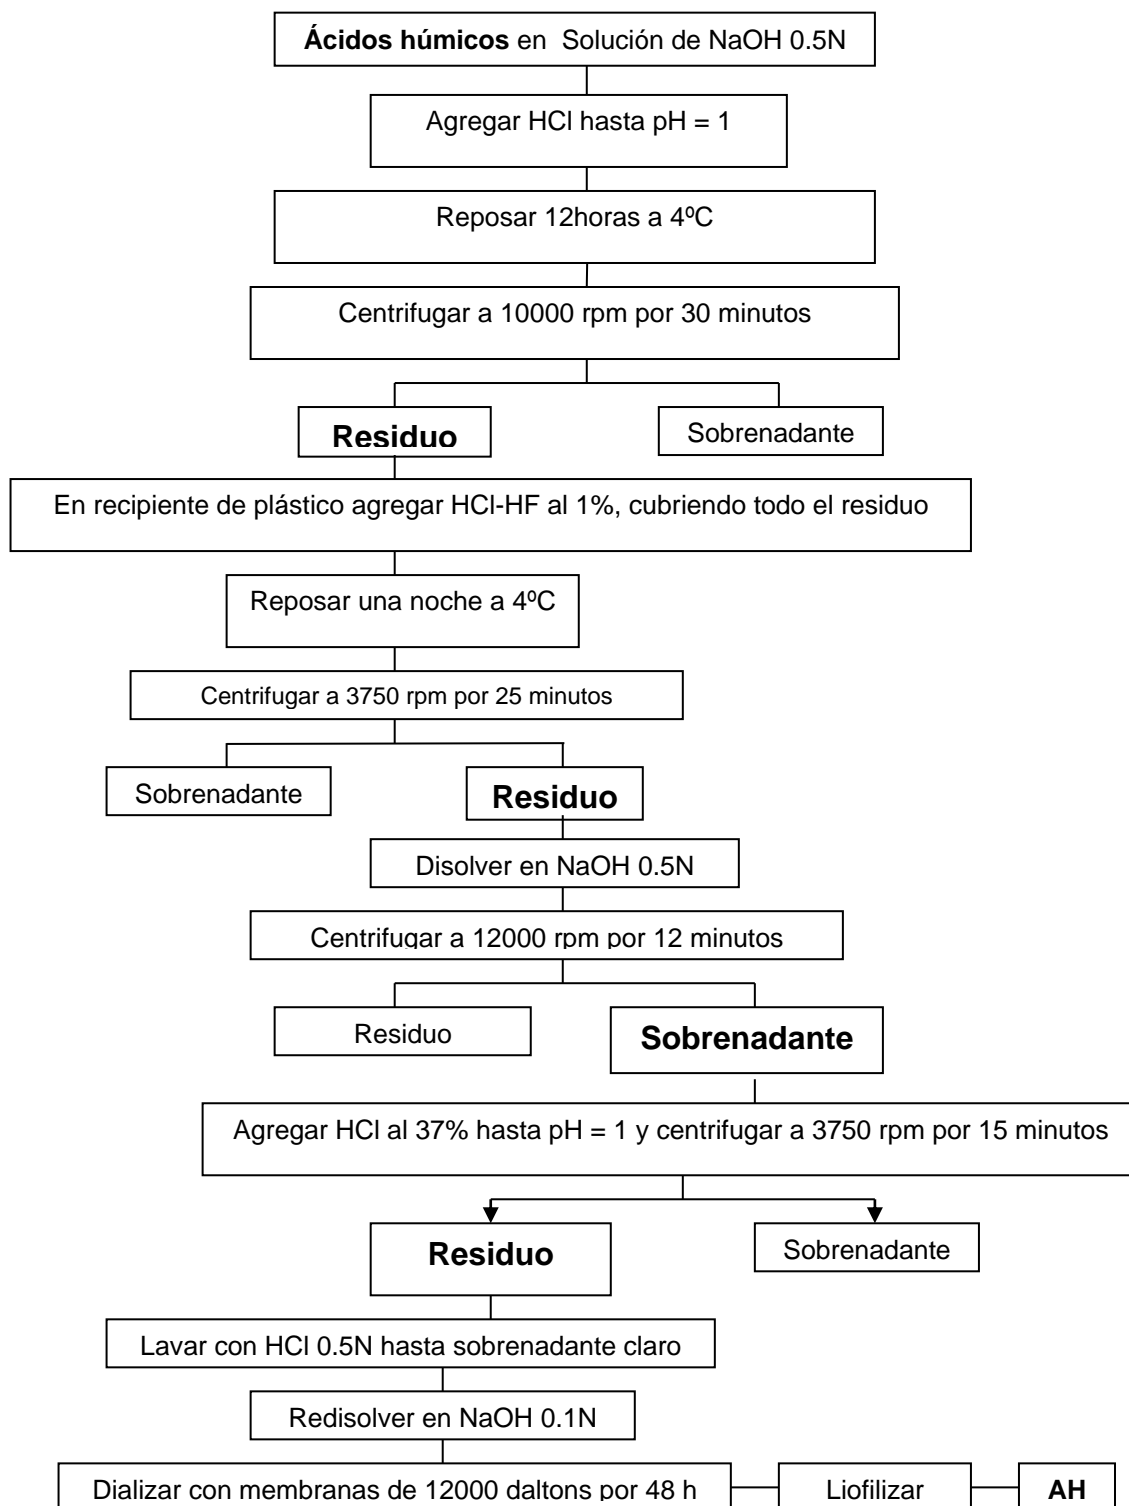 Ácidos húmicos en Solución de NaOH 0.5N
Agregar HCl hasta pH = 1
Reposar 12horas a 4ºC
Centrifugar a 10000 rpm por 30 minutos
Residuo
Sobrenadante
En recipiente de plástico agregar HCl-HF al 1%, cubriendo todo el residuo
Reposar una noche a 4ºC
Centrifugar a 3750 rpm por 25 minutos
Sobrenadante
Residuo
Disolver en NaOH 0.5N
Centrifugar a 12000 rpm por 12 minutos
Residuo
Sobrenadante
Agregar HCl al 37% hasta pH = 1 y centrifugar a 3750 rpm por 15 minutos
Residuo
Sobrenadante
Lavar con HCl 0.5N hasta sobrenadante claro
Redisolver en NaOH 0.1N
Dializar con membranas de 12000 daltons por 48 h
Liofilizar
AH